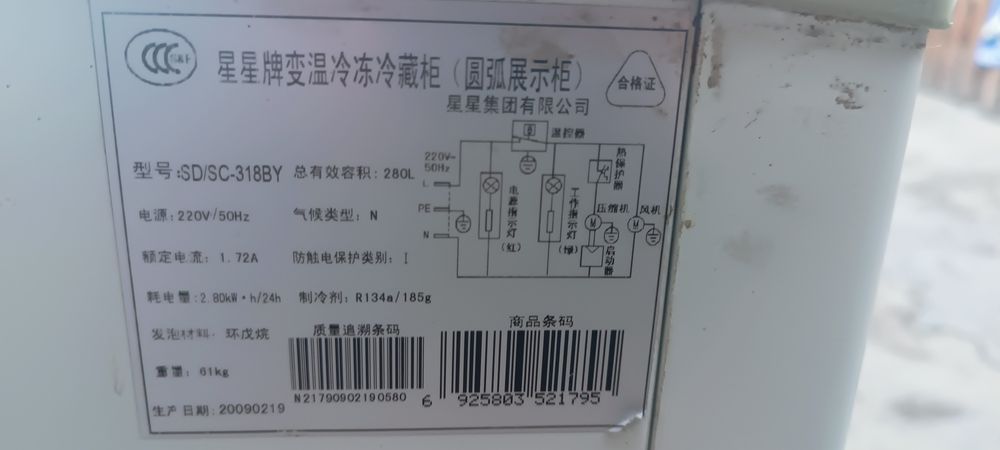 CCC S&E
星星牌变温冷冻冷藏柜（圆弧展示柜）
合格证
星星集团有限公司
型号:SD/SC-318BY 总有效容积: 280L
电源: 220V/50Hz 气候类型: N
额定电流: 1.72A 防触电保护类别: I
耗电量: 2.80kW·h/24h 制冷剂: R134a/185g
发泡材料: 环戊烷
重量: 61kg
生产日期: 20090219
温控器
220V~
50Hz
L
PE
N
电源指示灯
(红)
工作指示灯
(绿)
热保护器
压缩机
风机
M
M
启动器
质量追溯条码
N21790902190580
商品条码
6 925803 521795